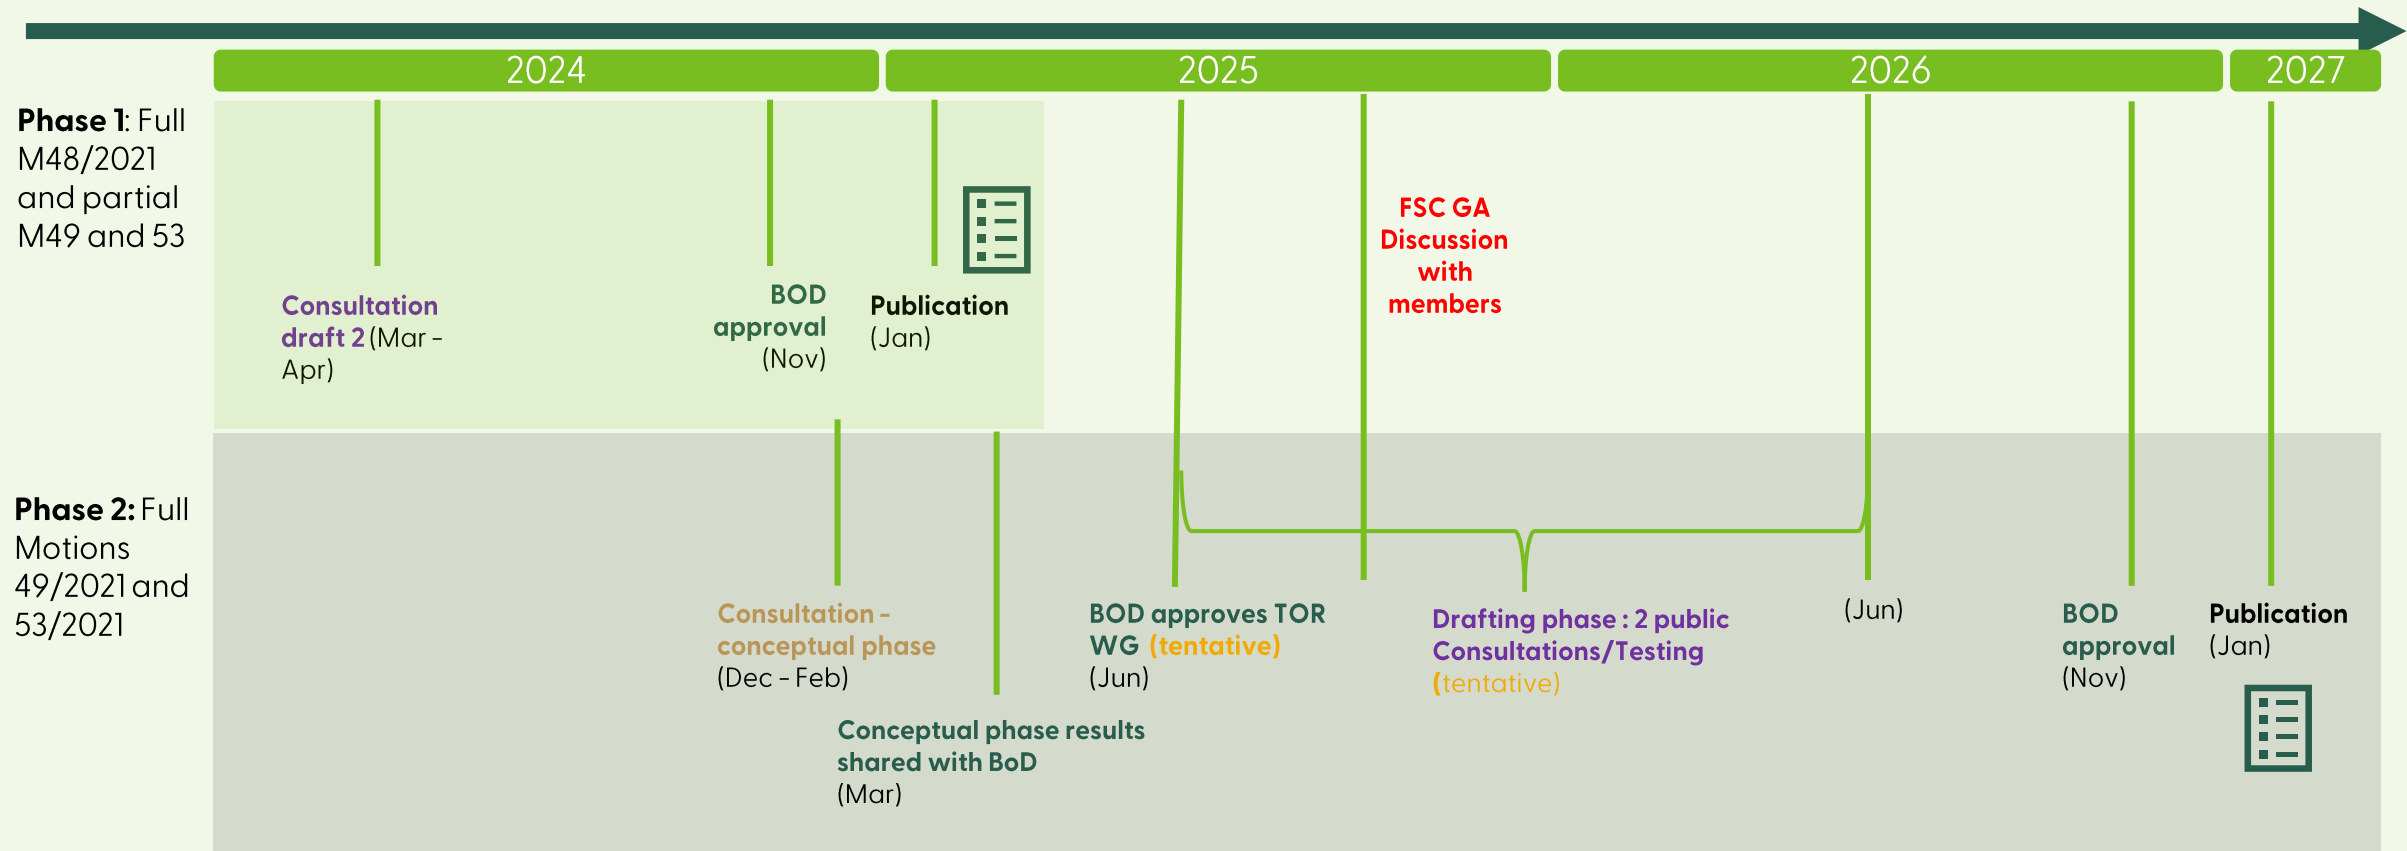 2024
2025
2026
2027
Phase 1: Full
M48/2021
and partial
M49 and 53
Consultation
draft 2 (Mar -
Apr)
BOD
approval
(Nov)
Publication
(Jan)
FSC GA
Discussion
with
members
Phase 2: Full
Motions
49/2021 and
53/2021
Consultation -
conceptual phase
(Dec - Feb)
Conceptual phase results
shared with BoD
(Mar)
BOD approves TOR
WG (tentative)
(Jun)
Drafting phase : 2 public
Consultations/Testing
(tentative)
(Jun)
BOD
approval
(Nov)
Publication
(Jan)